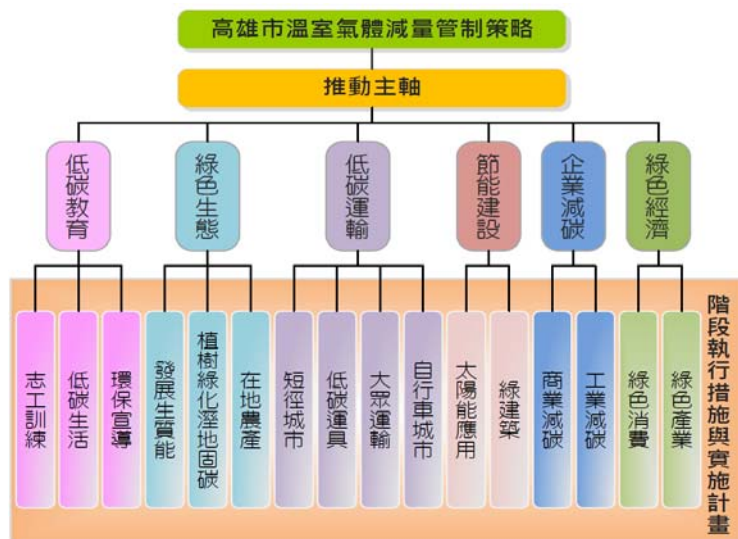 高雄市溫室氣體減量管制策略
推動主軸
低碳教育
綠色生態
低碳運輸
節能建設
企業減碳
綠色經濟
志工訓練
低碳生活
環保宣導
發展生質能
植樹綠化溼地固碳
在地農產
短徑城市
低碳運具
大眾運輸
自行車城市
太陽能應用
綠建築
商業減碳
工業減碳
綠色消費
綠色產業
階段執行措施與實施計畫